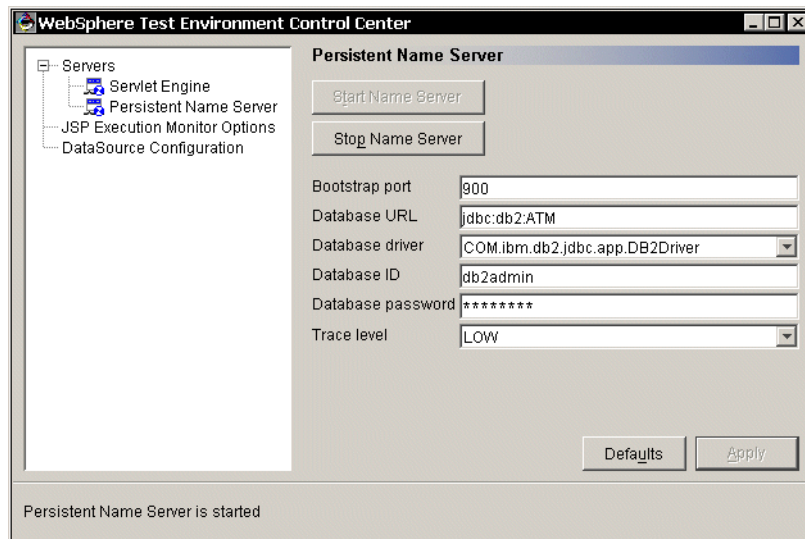 WebSphere Test Environment Control Center
Servers
Servlet Engine
Persistent Name Server
JSP Execution Monitor Options
DataSource Configuration
Persistent Name Server
Start Name Server
Stop Name Server
Bootstrap port 900
Database URL jdbc:db2:ATM
Database driver COM.ibm.db2.jdbc.app.DB2Driver
Database ID db2admin
Database password ********
Trace level LOW
Defaults Apply
Persistent Name Server is started